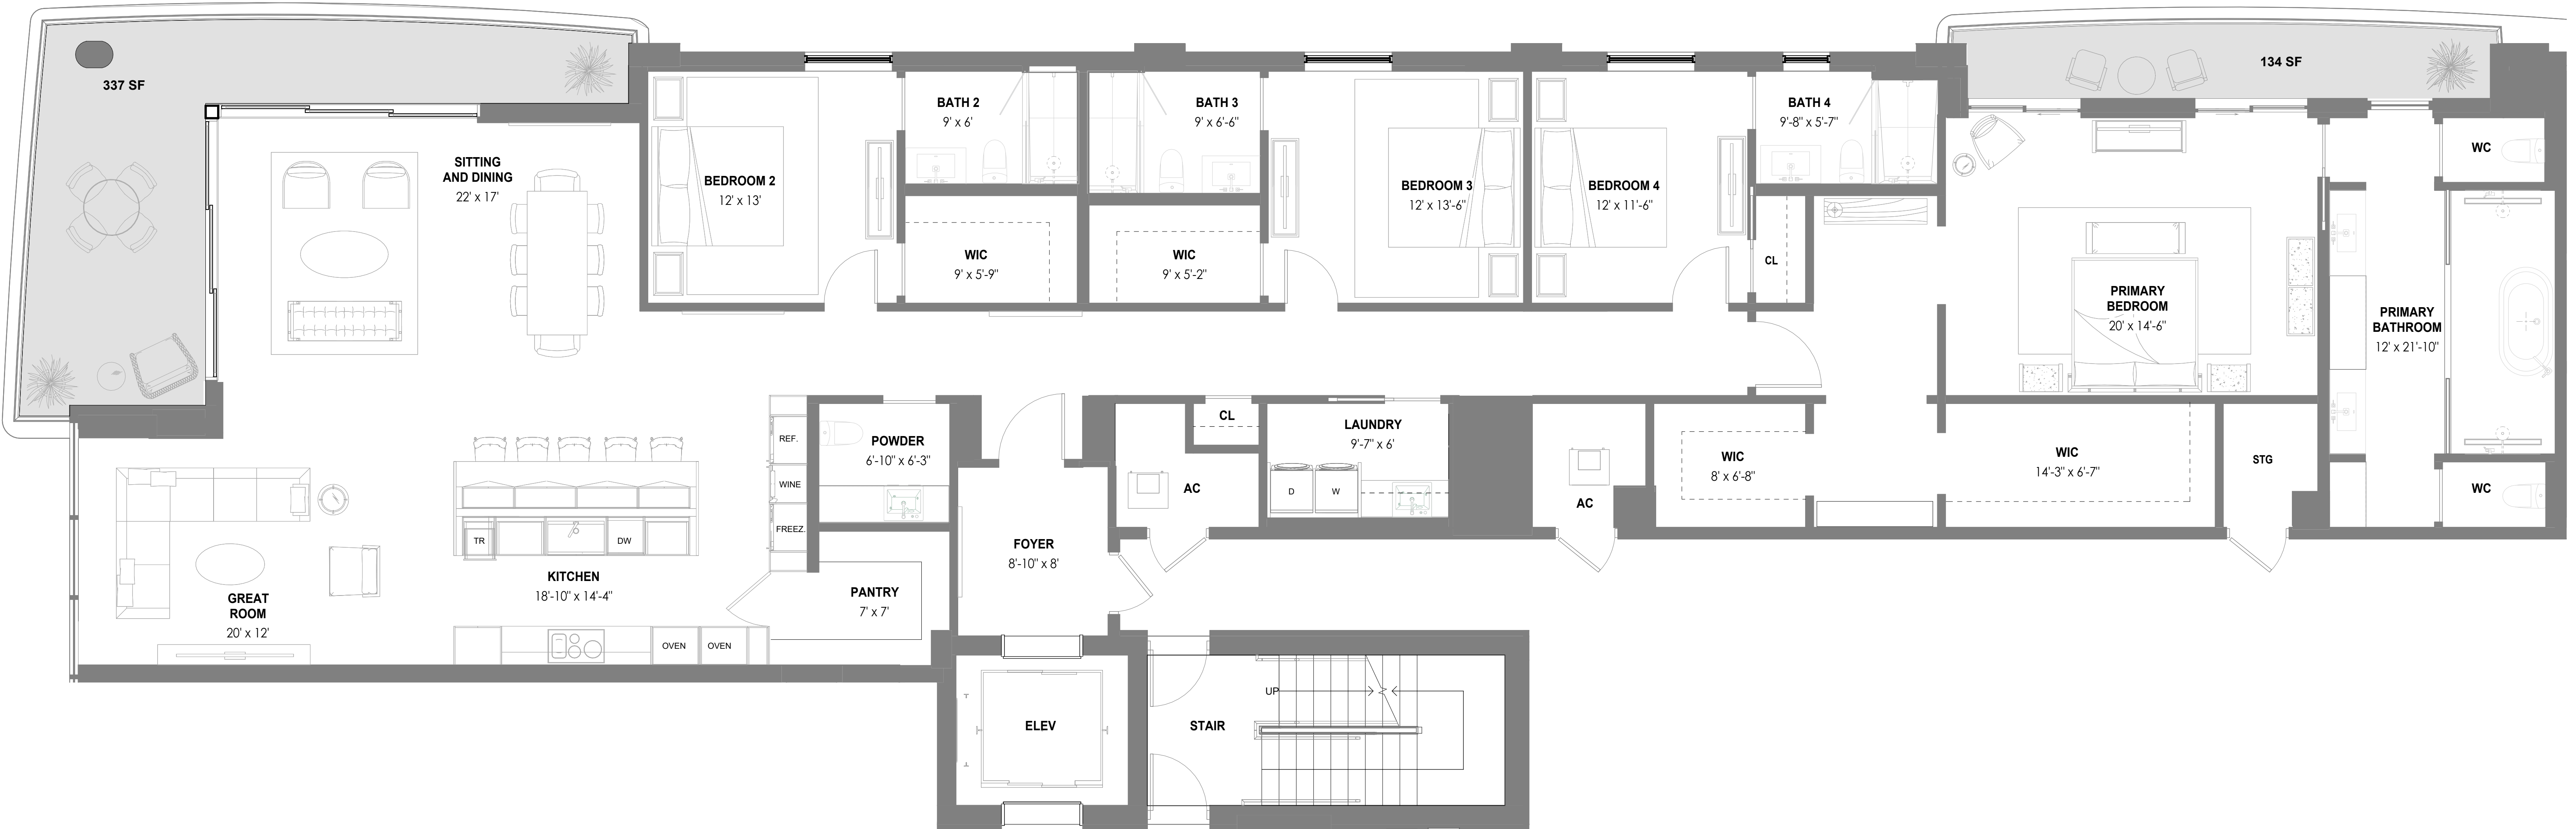 337 SF
134 SF
SITTING
AND DINING
22' x 17'
BEDROOM 2
12' x 13'
BATH 2
9' x 6'
WIC
9' x 5'-9"
BATH 3
9' x 6'-6"
WIC
9' x 5'-2"
BEDROOM 3
12' x 13'-6"
BEDROOM 4
12' x 11'-6"
BATH 4
9'-8" x 5'-7"
CL
PRIMARY
BEDROOM
20' x 14'-6"
WC
PRIMARY
BATHROOM
12' x 21'-10"
WC
GREAT
ROOM
20' x 12'
KITCHEN
18'-10" x 14'-4"
TR
DW
OVEN
OVEN
REF.
WINE
FREEZ.
POWDER
6'-10" x 6'-3"
PANTRY
7' x 7'
FOYER
8'-10" x 8'
AC
CL
LAUNDRY
9'-7" x 6'
D
W
AC
WIC
8' x 6'-8"
WIC
14'-3" x 6'-7"
STG
ELEV
STAIR
UP